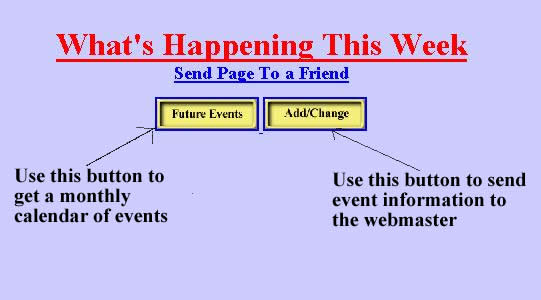 What's Happening This Week
Send Page To a Friend
Future Events
Add/Change
Use this button to
get a monthly
calendar of events
Use this button to send
event information to
the webmaster